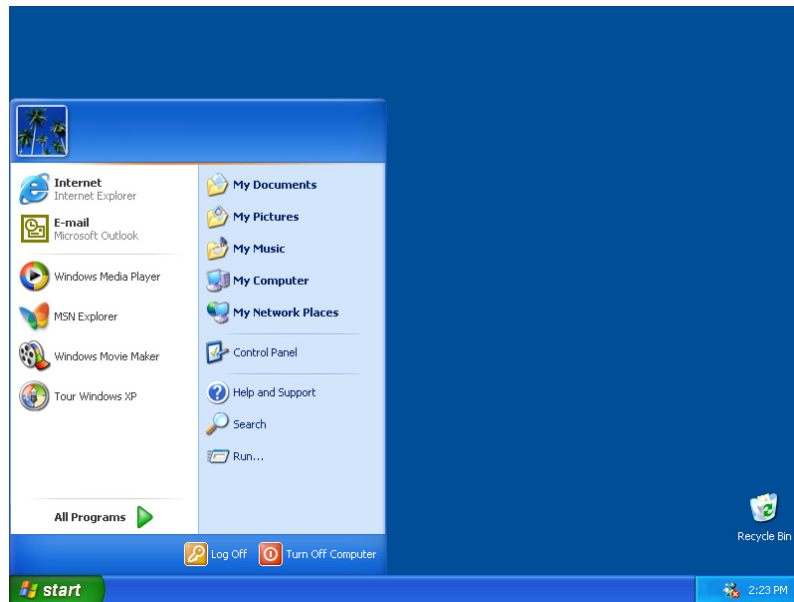 Internet
Internet Explorer
E-mail
Microsoft Outlook
Windows Media Player
MSN Explorer
Windows Movie Maker
Tour Windows XP
All Programs
My Documents
My Pictures
My Music
My Computer
My Network Places
Control Panel
Help and Support
Search
Run...
Log Off
Turn Off Computer
Recycle Bin
start
2:23 PM